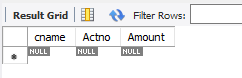 Result Grid Filter Rows:
cname Actno Amount
NULL NULL NULL